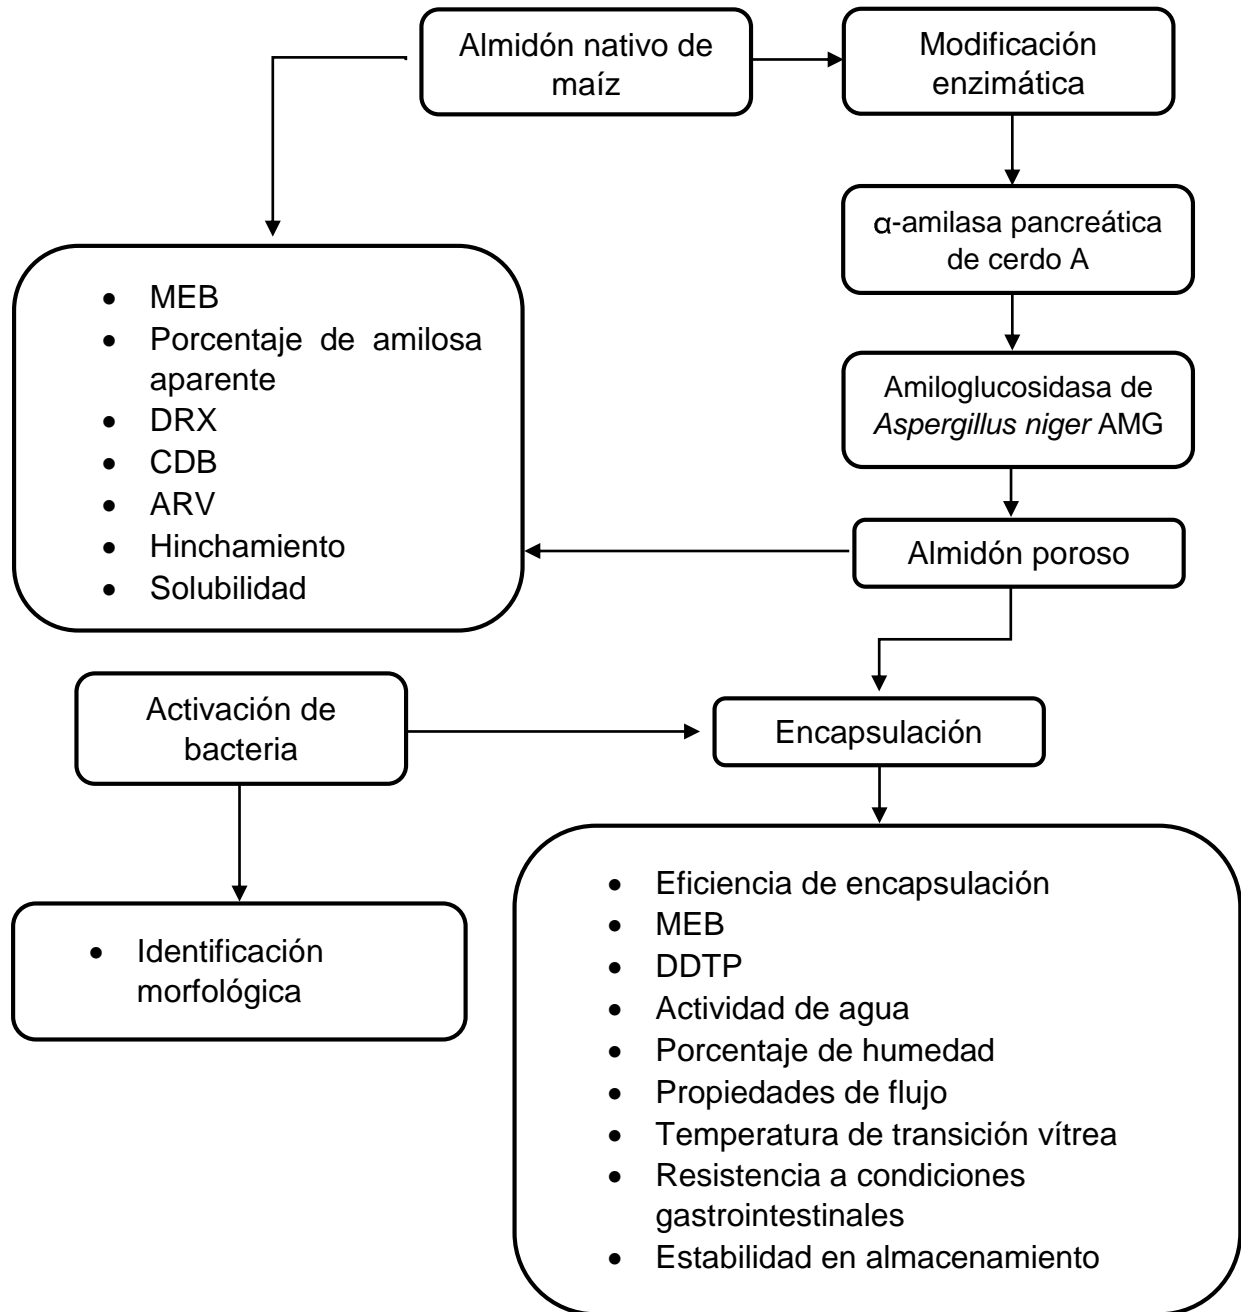 Almidón nativo de
maíz
Modificación
enzimática
α-amilasa pancreática
de cerdo A
Amiloglucosidasa de
Aspergillus niger AMG
Almidón poroso
• MEB
• Porcentaje de amilosa
aparente
• DRX
• CDB
• ARV
• Hinchamiento
• Solubilidad
Activación de
bacteria
Encapsulación
• Identificación
morfológica
• Eficiencia de encapsulación
• MEB
• DDTP
• Actividad de agua
• Porcentaje de humedad
• Propiedades de flujo
• Temperatura de transición vítrea
• Resistencia a condiciones
gastrointestinales
• Estabilidad en almacenamiento